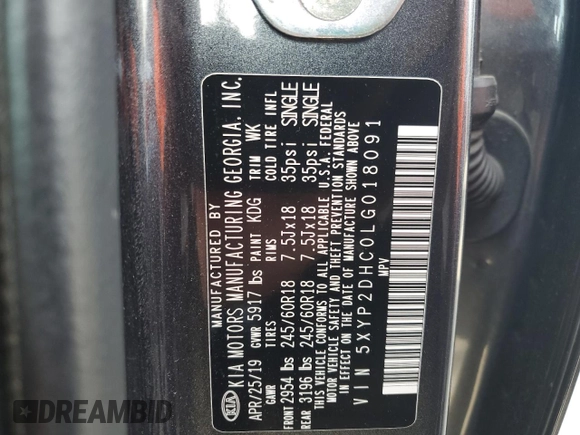 MANUFACTURED BY
KIA KIA MOTORS MANUFACTURING GEORGIA, INC.
APR/25/19 GVWR 5917 lbs PAINT KDG TRIM WK
GAWR TIRES RIMS COLD TIRE INFL
FRONT 2954 lbs 245/60R18 7.5Jx18 35psi SINGLE
REAR 3196 lbs 245/60R18 7.5Jx18 35psi SINGLE
THIS VEHICLE CONFORMS TO ALL APPLICABLE U.S.A. FEDERAL
MOTOR VEHICLE SAFETY AND THEFT PREVENTION STANDARDS
IN EFFECT ON THE DATE OF MANUFACTURE SHOWN ABOVE
VIN 5XYP2DHC0LG018091
MPV
DREAMBID